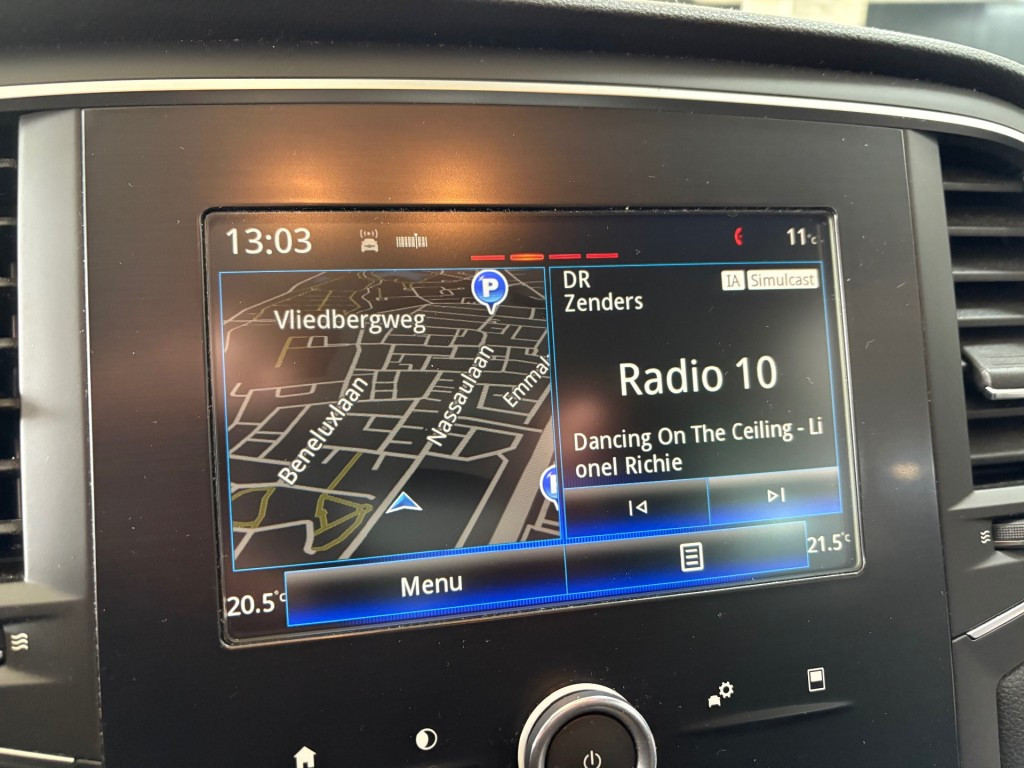 13:03
11°C
Vliedbergweg
P
Beneluxlaan
Nassaulaan
DR
Zenders
IA Simulcast
Radio 10
Dancing On The Ceiling - Li
onel Richie
20.5°C
Menu
21.5°C